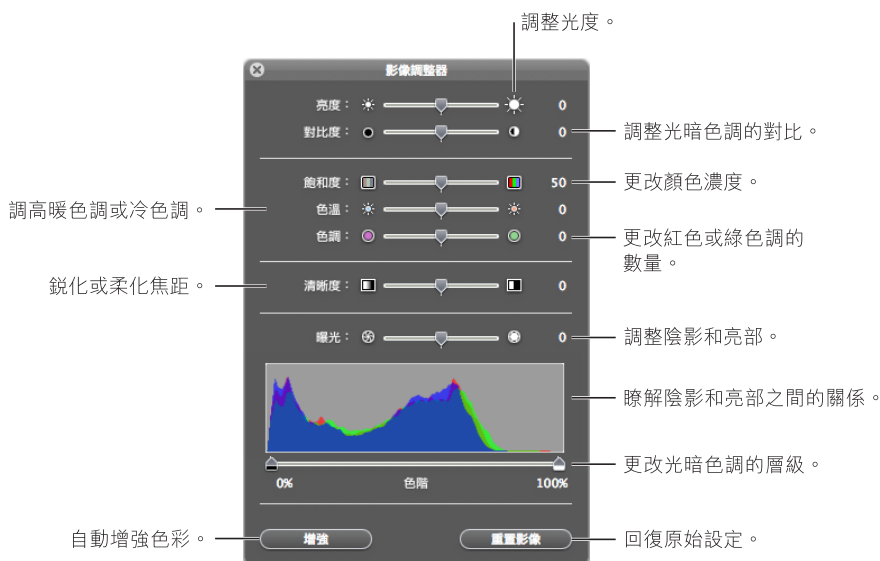 調整光度。
影像調整器
亮度： 0
對比度： 0
調整光暗色調的對比。
飽和度： 50
更改顏色濃度。
色溫： 0
調高暖色調或冷色調。
色調： 0
更改紅色或綠色調的
數量。
清晰度： 0
鋭化或柔化焦距。
曝光： 0
調整陰影和亮部。
瞭解陰影和亮部之間的關係。
更改光暗色調的層級。
0% 色階 100%
自動增強色彩。
增強
重置影像
回復原始設定。